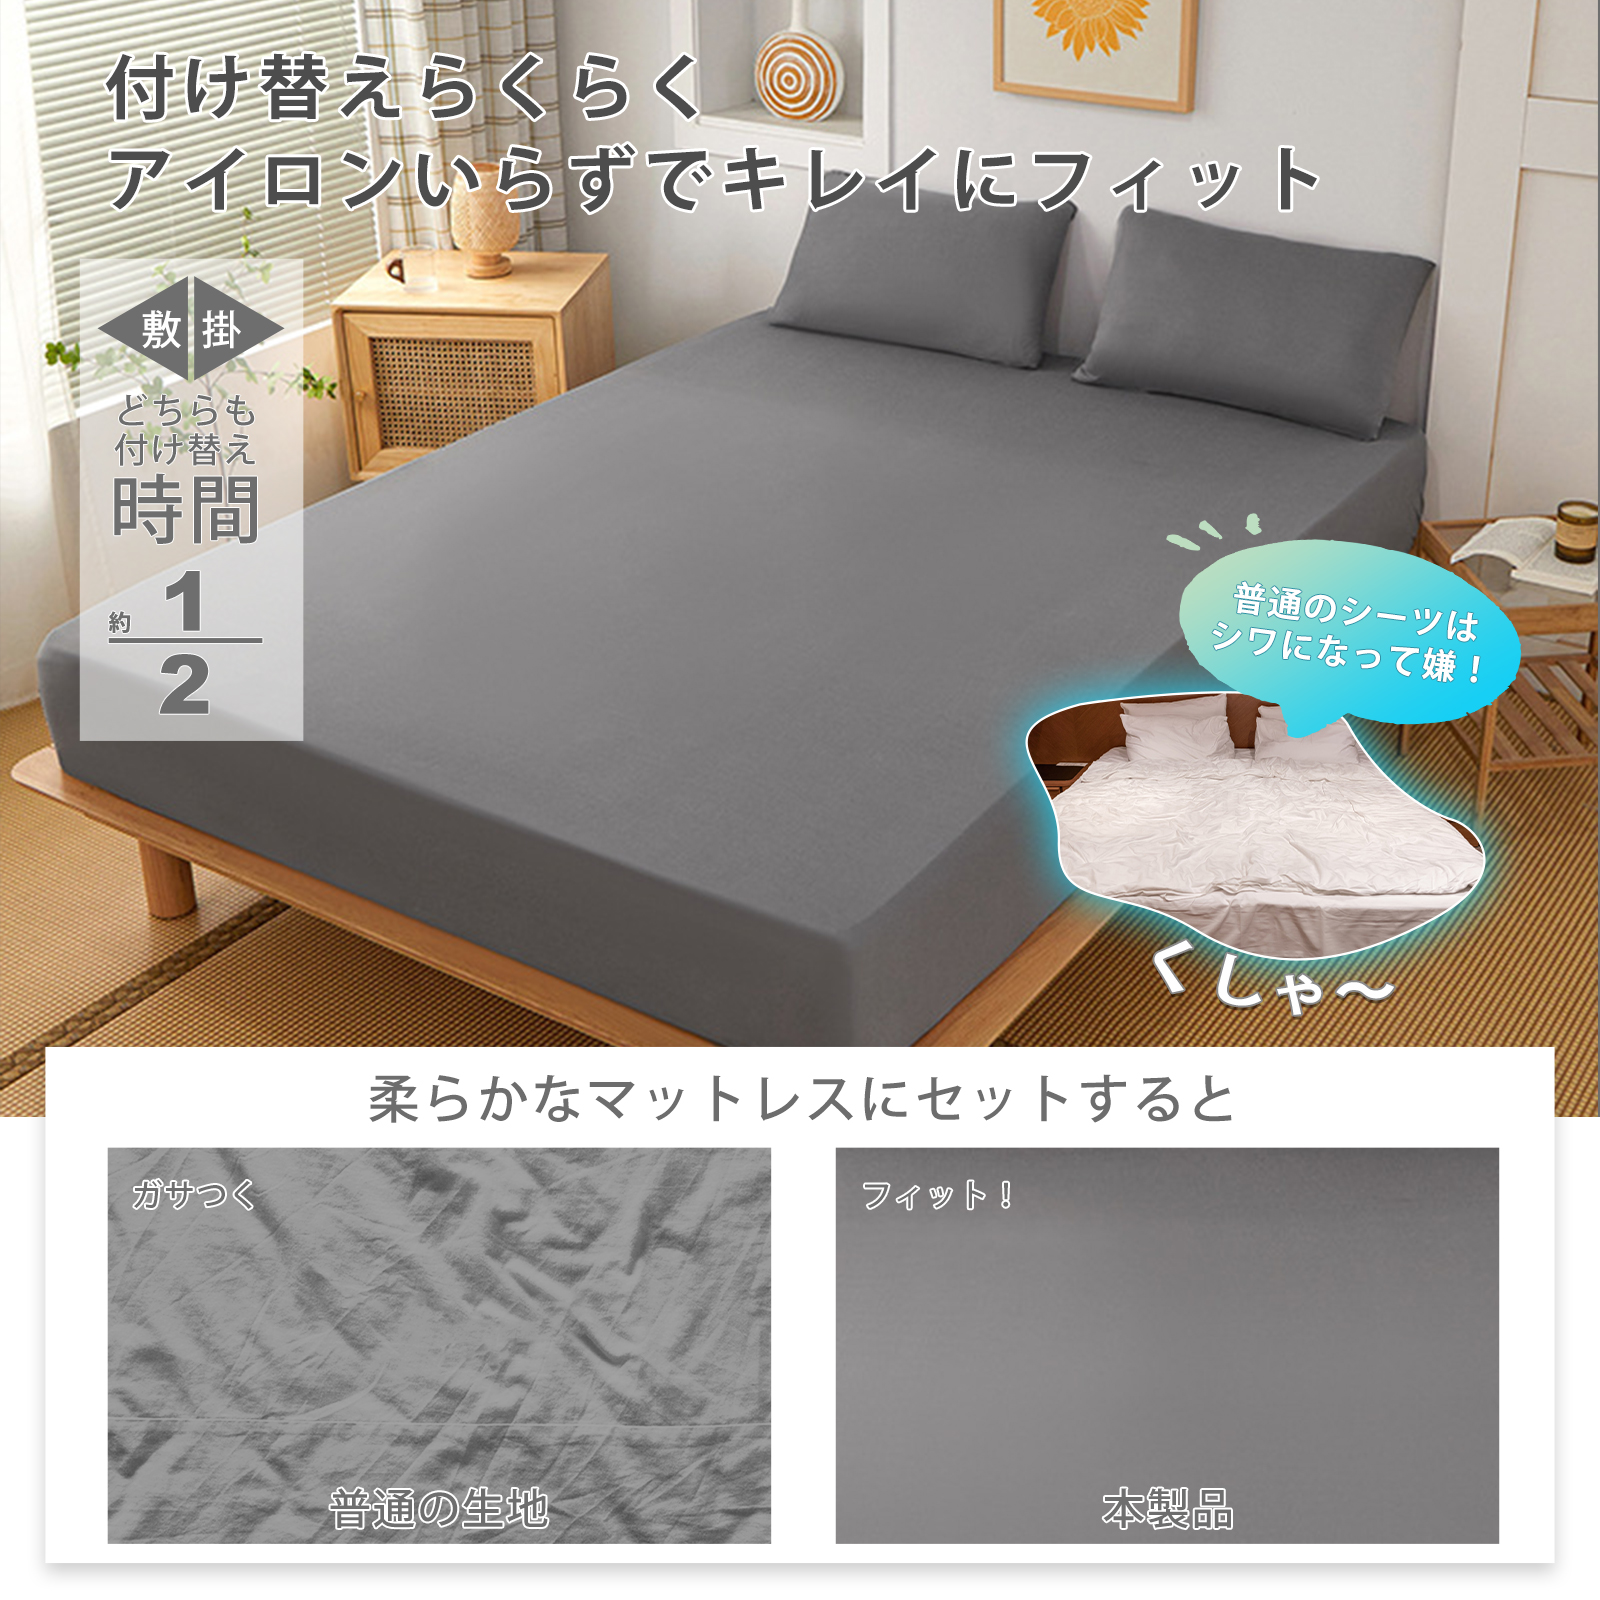 付け替えらくらく
アイロンいらずでキレイにフィット
敷 掛
どちらも
付け替え
時間
約 1
2
普通のシーツは
シワになって嫌！
くしゃ～
柔らかなマットレスにセットすると
ガサつく
フィット！
普通の生地
本製品